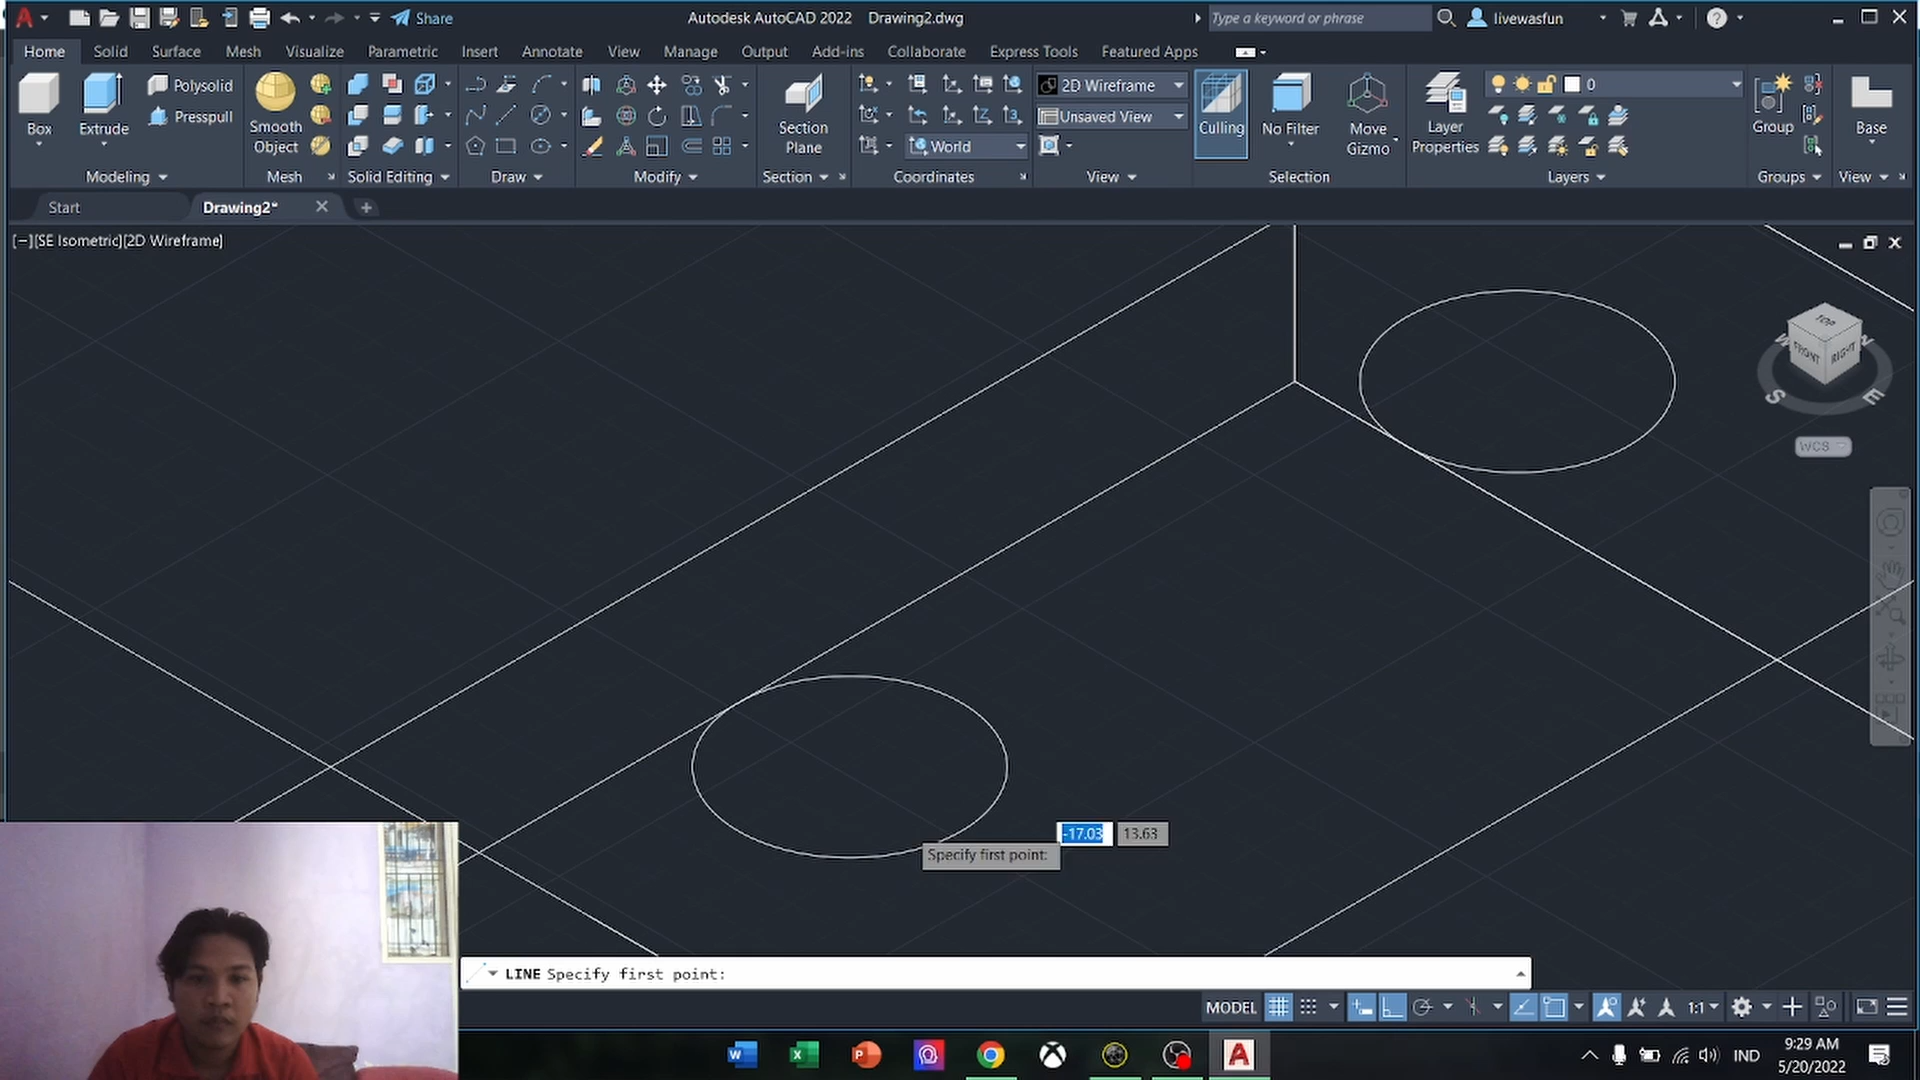 Share
Autodesk AutoCAD 2022 Drawing2.dwg
Type a keyword or phrase
livewasfun
Home Solid Surface Mesh Visualize Parametric Insert Annotate View Manage Output Add-ins Collaborate Express Tools Featured Apps
Box
Extrude
Polysolid
Presspull
Smooth
Object
Section
Plane
World
2D Wireframe
Unsaved View
Culling
No Filter
Move
Gizmo
Layer
Properties
0
Group
Base
Modeling Mesh Solid Editing Draw Modify Section Coordinates View Selection Layers Groups View
Start Drawing2*
[−][SE Isometric][2D Wireframe]
TOP
FRONT
RIGHT
S
E
WCS
-17.03 13.63
Specify first point:
LINE Specify first point:
MODEL
1:1
IND
9:29 AM
5/20/2022